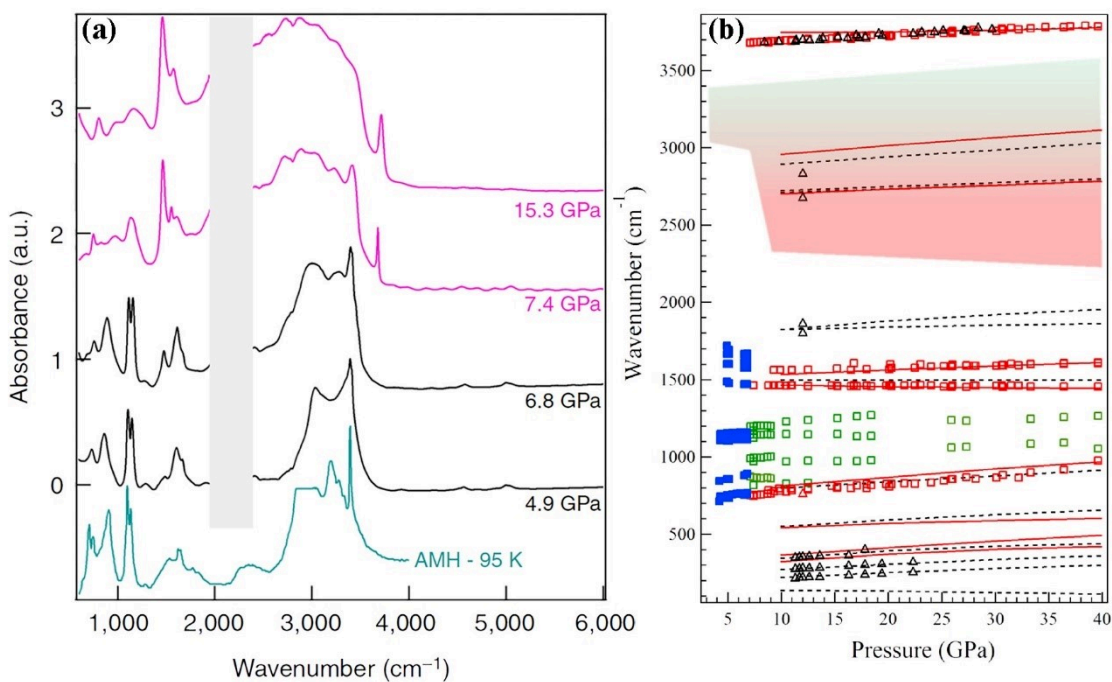 (a)
3
2
1
0
Absorbance (a.u.)
15.3 GPa
7.4 GPa
6.8 GPa
4.9 GPa
AMH - 95 K
1,000 2,000 3,000 4,000 5,000 6,000
Wavenumber (cm⁻¹)
(b)
3500
3000
2500
2000
1500
1000
500
Wavenumber (cm⁻¹)
5 10 15 20 25 30 35 40
Pressure (GPa)